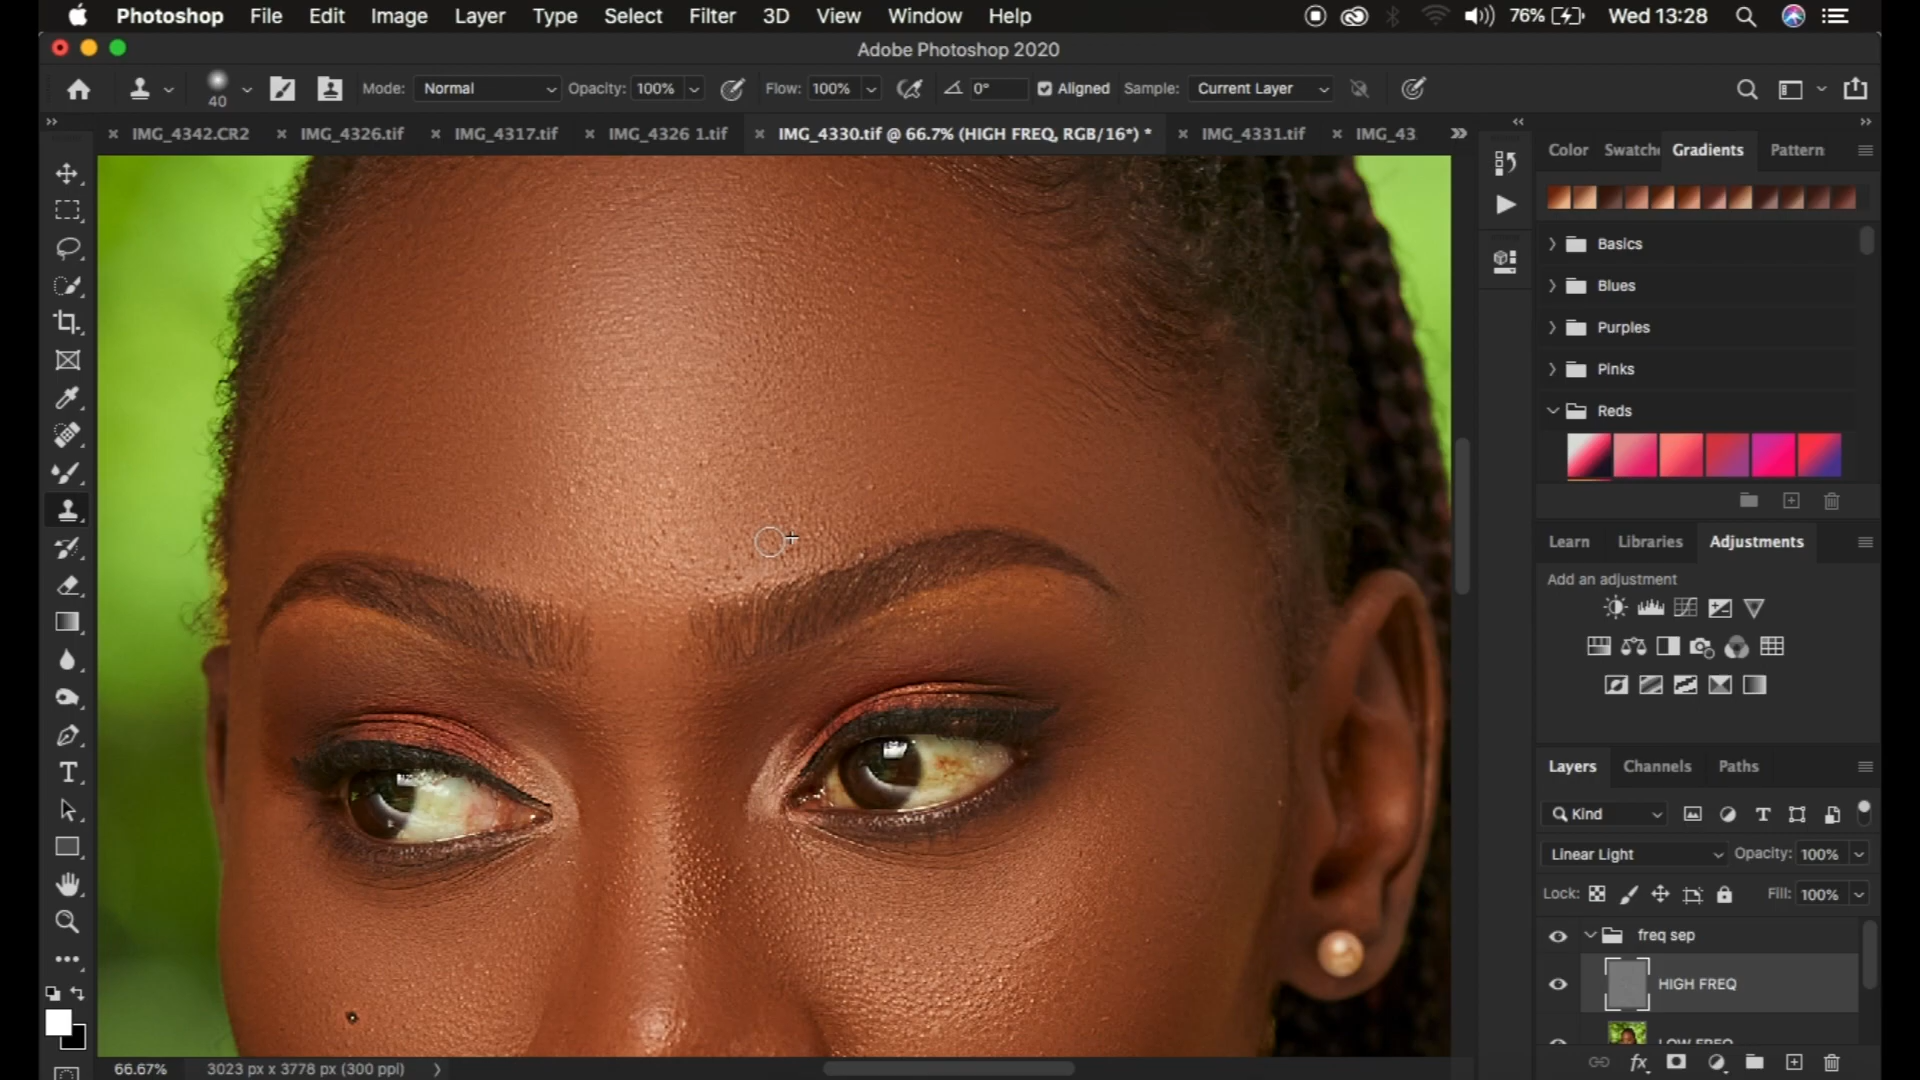 Photoshop File Edit Image Layer Type Select Filter 3D View Window Help 76% Wed 13:28
Adobe Photoshop 2020
40 Mode: Normal Opacity: 100% Flow: 100% 0° Aligned Sample: Current Layer
IMG_4342.CR2 IMG_4326.tif IMG_4317.tif IMG_4326 1.tif IMG_4330.tif @ 66.7% (HIGH FREQ, RGB/16*) * IMG_4331.tif IMG_43
Color Swatche Gradients Pattern
Basics
Blues
Purples
Pinks
Reds
Learn Libraries Adjustments
Add an adjustment
Layers Channels Paths
Kind
Linear Light Opacity: 100%
Lock: Fill: 100%
freq sep
HIGH FREQ
LOW FREQ
66.67% 3023 px x 3778 px (300 ppi)